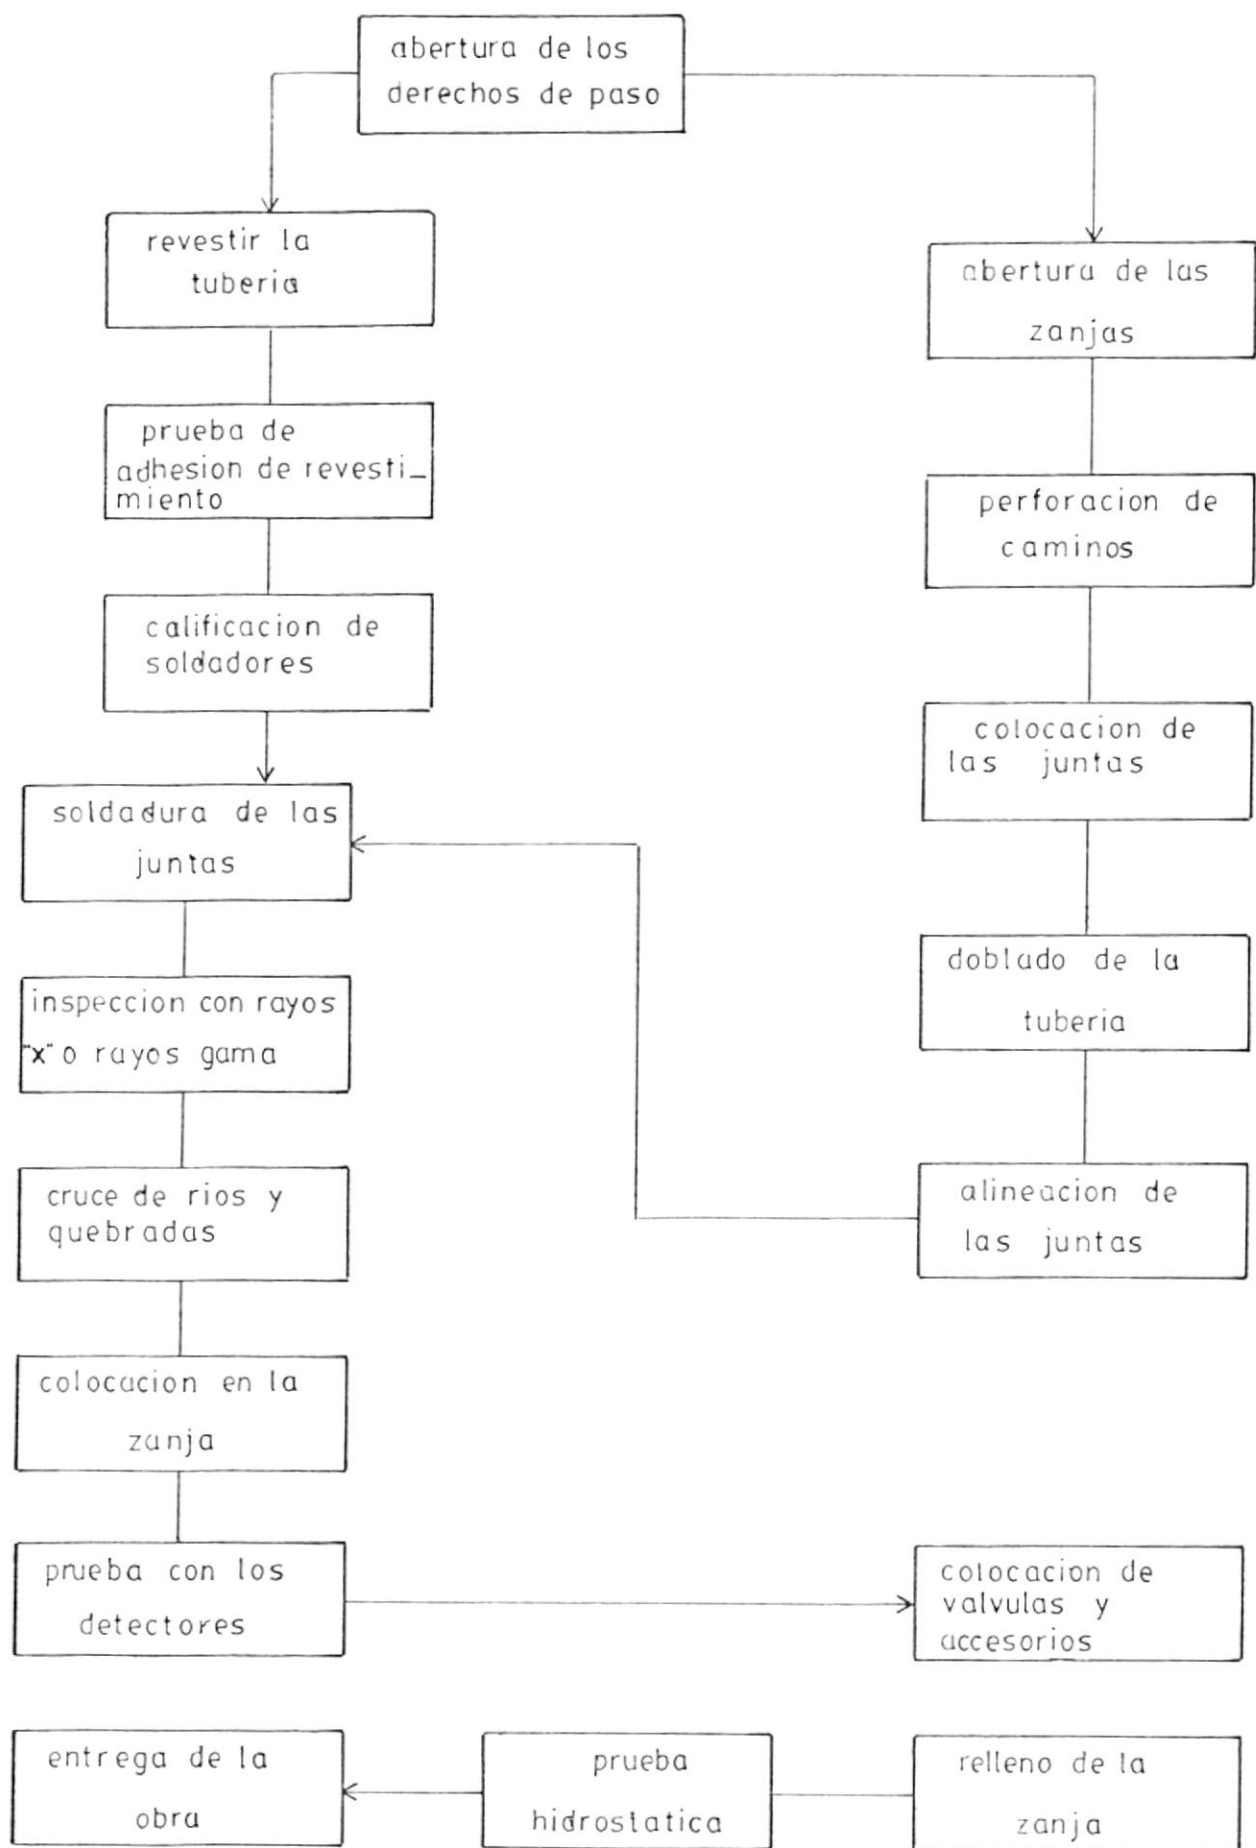 abertura de los
derechos de paso
revestir la
tuberia
prueba de
adhesion de revesti_
miento
calificacion de
soldadores
soldadura de las
juntas
inspeccion con rayos
"x" o rayos gama
cruce de rios y
quebradas
colocacion en la
zanja
prueba con los
detectores
abertura de las
zanjas
perforacion de
caminos
colocacion de
las juntas
doblado de la
tuberia
alineacion de
las juntas
colocacion de
valvulas y
accesorios
relleno de la
zanja
prueba
hidrostatica
entrega de la
obra